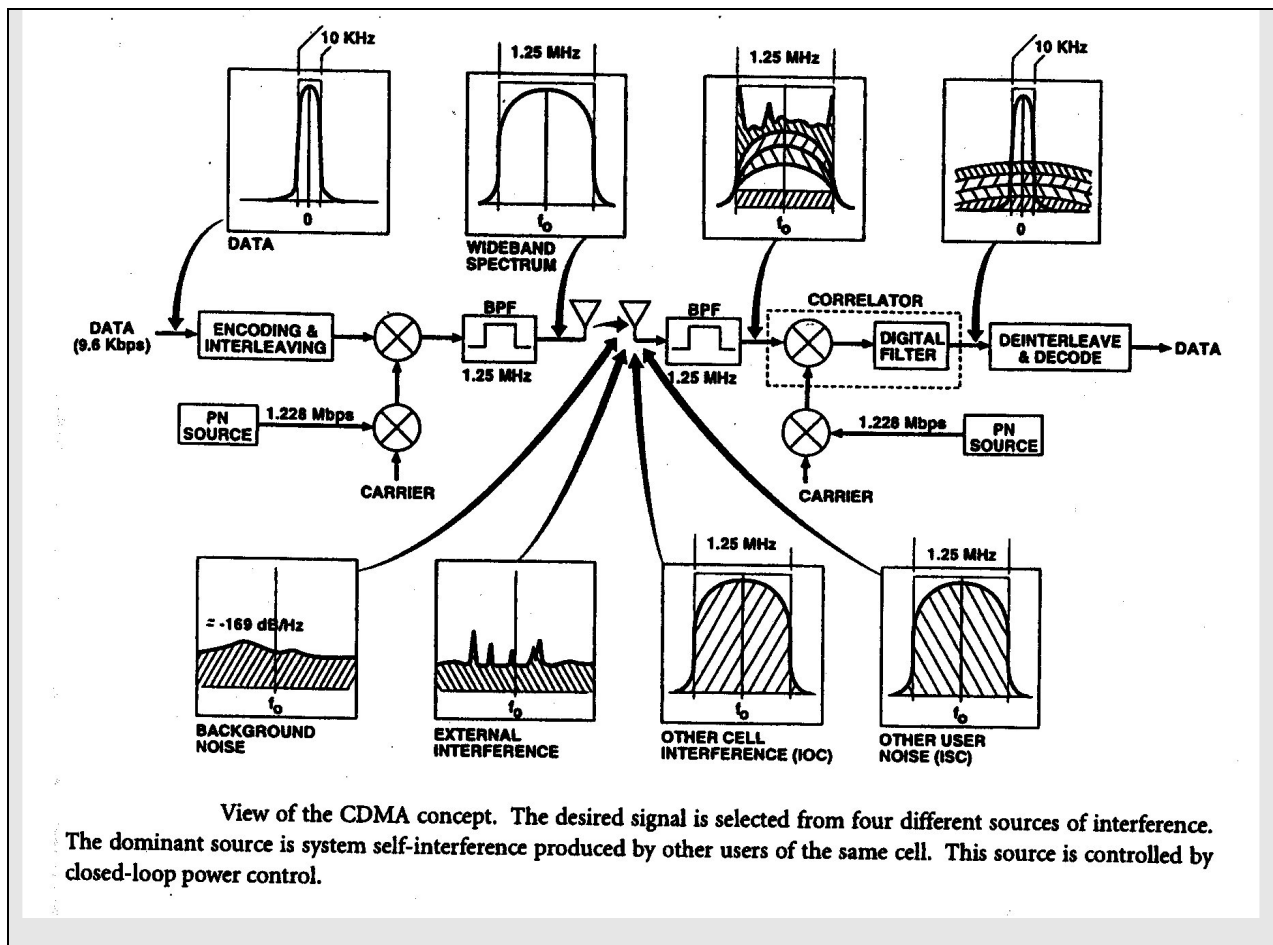 10 KHz
1.25 MHz
1.25 MHz
10 KHz
0
f₀
f₀
0
DATA
WIDEBAND
SPECTRUM
CORRELATOR
BPF
BPF
DATA
(9.6 Kbps)
ENCODING &
INTERLEAVING
DIGITAL
FILTER
DEINTERLEAVE
& DECODE
DATA
1.25 MHz
1.25 MHz
PN
SOURCE
1.228 Mbps
1.228 Mbps
PN
SOURCE
CARRIER
CARRIER
1.25 MHz
1.25 MHz
= -169 dB/Hz
f₀
f₀
f₀
f₀
BACKGROUND
NOISE
EXTERNAL
INTERFERENCE
OTHER CELL
INTERFERENCE (IOC)
OTHER USER
NOISE (ISC)
View of the CDMA concept. The desired signal is selected from four different sources of interference.
The dominant source is system self-interference produced by other users of the same cell. This source is controlled by
closed-loop power control.